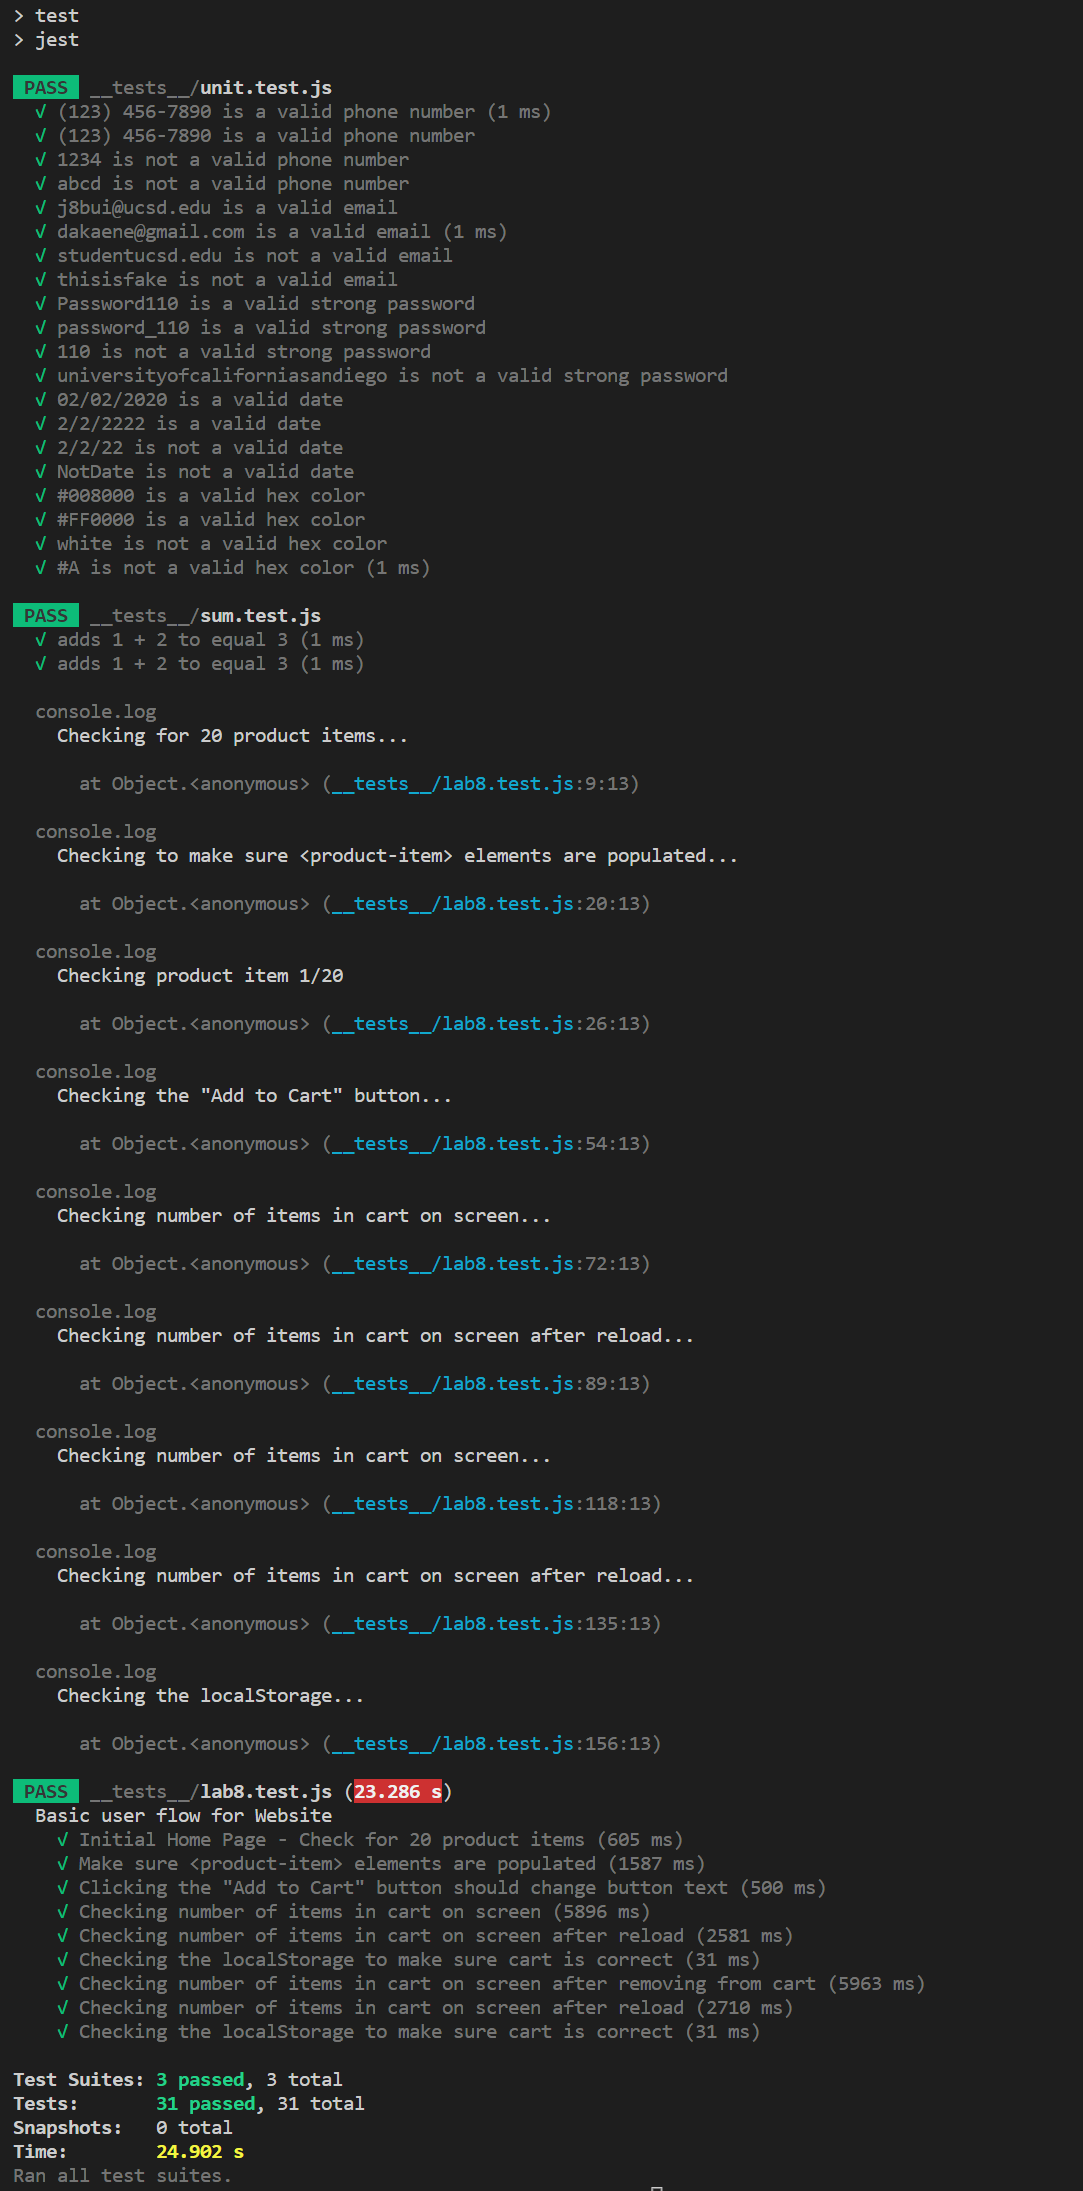 > test
> jest
PASS __tests__/unit.test.js
√ (123) 456-7890 is a valid phone number (1 ms)
√ (123) 456-7890 is a valid phone number
√ 1234 is not a valid phone number
√ abcd is not a valid phone number
√ j8bui@ucsd.edu is a valid email
√ dakaene@gmail.com is a valid email (1 ms)
√ studentucsd.edu is not a valid email
√ thisisfake is not a valid email
√ Password110 is a valid strong password
√ password_110 is a valid strong password
√ 110 is not a valid strong password
√ universityofcaliforniasandiego is not a valid strong password
√ 02/02/2020 is a valid date
√ 2/2/2222 is a valid date
√ 2/2/22 is not a valid date
√ NotDate is not a valid date
√ #008000 is a valid hex color
√ #FF0000 is a valid hex color
√ white is not a valid hex color
√ #A is not a valid hex color (1 ms)
PASS __tests__/sum.test.js
√ adds 1 + 2 to equal 3 (1 ms)
√ adds 1 + 2 to equal 3 (1 ms)
console.log
Checking for 20 product items...
at Object.<anonymous> (__tests__/lab8.test.js:9:13)
console.log
Checking to make sure <product-item> elements are populated...
at Object.<anonymous> (__tests__/lab8.test.js:20:13)
console.log
Checking product item 1/20
at Object.<anonymous> (__tests__/lab8.test.js:26:13)
console.log
Checking the "Add to Cart" button...
at Object.<anonymous> (__tests__/lab8.test.js:54:13)
console.log
Checking number of items in cart on screen...
at Object.<anonymous> (__tests__/lab8.test.js:72:13)
console.log
Checking number of items in cart on screen after reload...
at Object.<anonymous> (__tests__/lab8.test.js:89:13)
console.log
Checking number of items in cart on screen...
at Object.<anonymous> (__tests__/lab8.test.js:118:13)
console.log
Checking number of items in cart on screen after reload...
at Object.<anonymous> (__tests__/lab8.test.js:135:13)
console.log
Checking the localStorage...
at Object.<anonymous> (__tests__/lab8.test.js:156:13)
PASS __tests__/lab8.test.js (23.286 s)
Basic user flow for Website
√ Initial Home Page - Check for 20 product items (605 ms)
√ Make sure <product-item> elements are populated (1587 ms)
√ Clicking the "Add to Cart" button should change button text (500 ms)
√ Checking number of items in cart on screen (5896 ms)
√ Checking number of items in cart on screen after reload (2581 ms)
√ Checking the localStorage to make sure cart is correct (31 ms)
√ Checking number of items in cart on screen after removing from cart (5963 ms)
√ Checking number of items in cart on screen after reload (2710 ms)
√ Checking the localStorage to make sure cart is correct (31 ms)
Test Suites: 3 passed, 3 total
Tests: 31 passed, 31 total
Snapshots: 0 total
Time: 24.902 s
Ran all test suites.